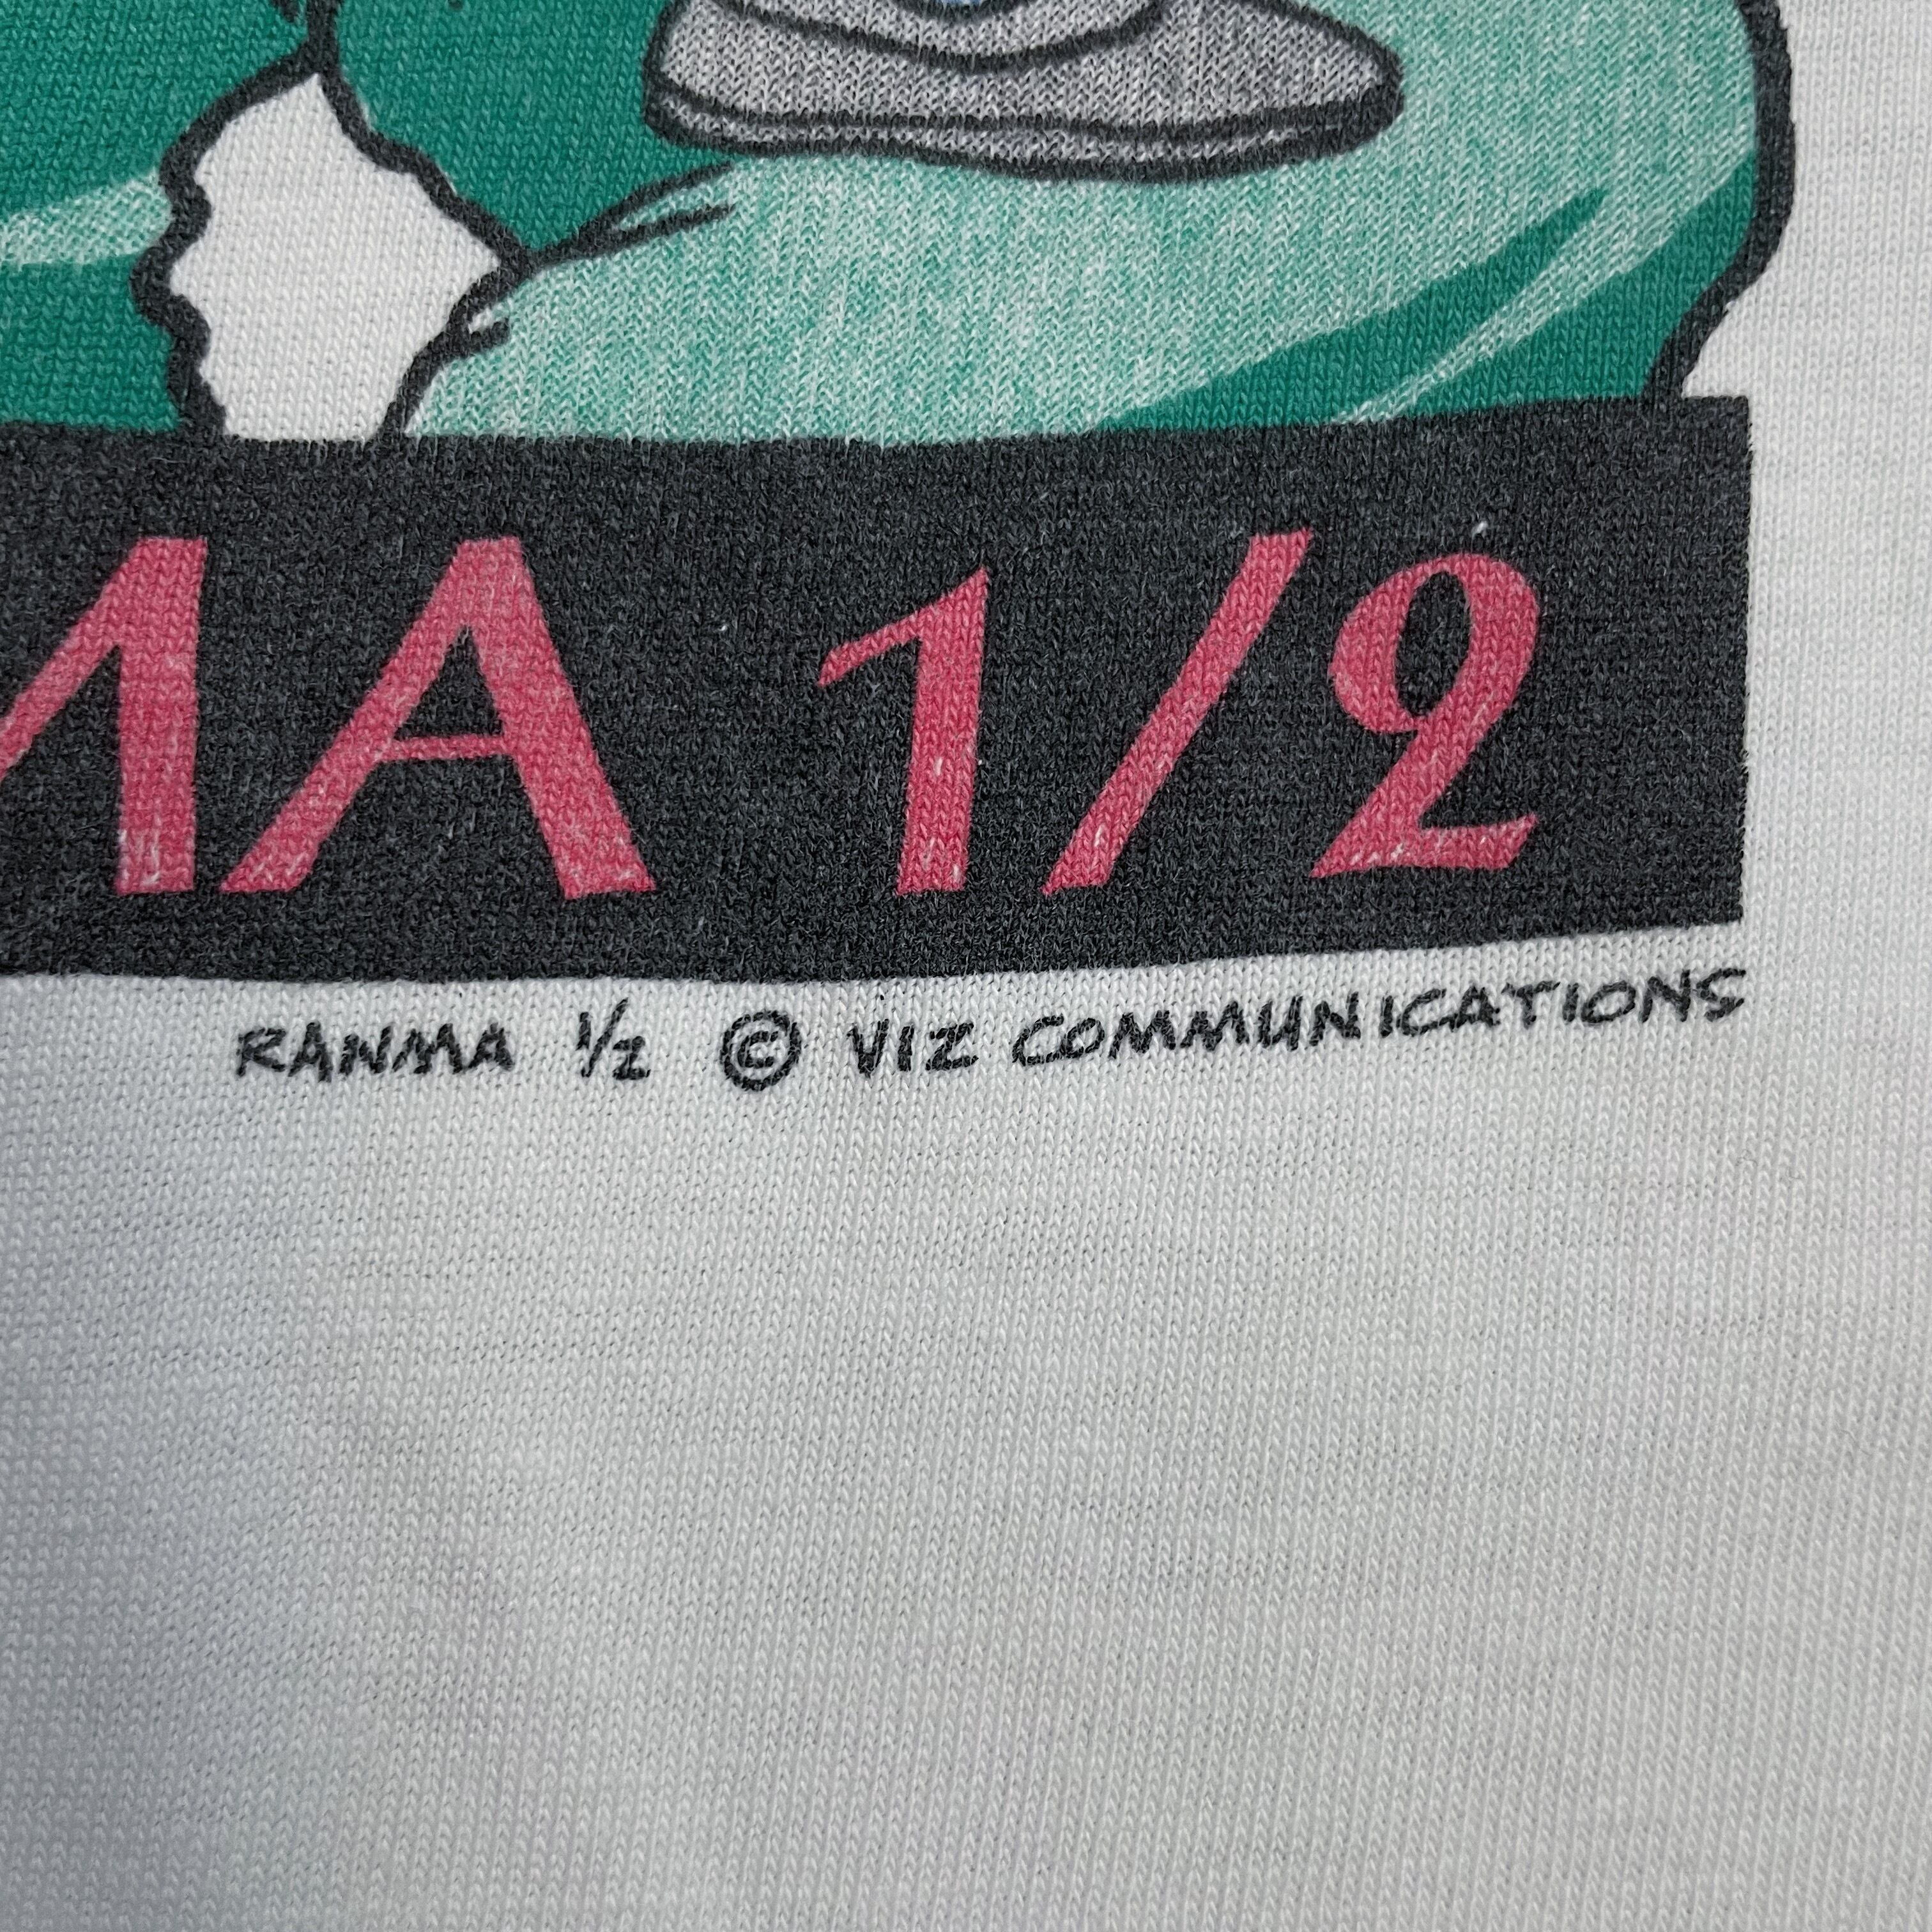 MA 1/2
RANMA 1/2 © VIZ COMMUNICATIONS